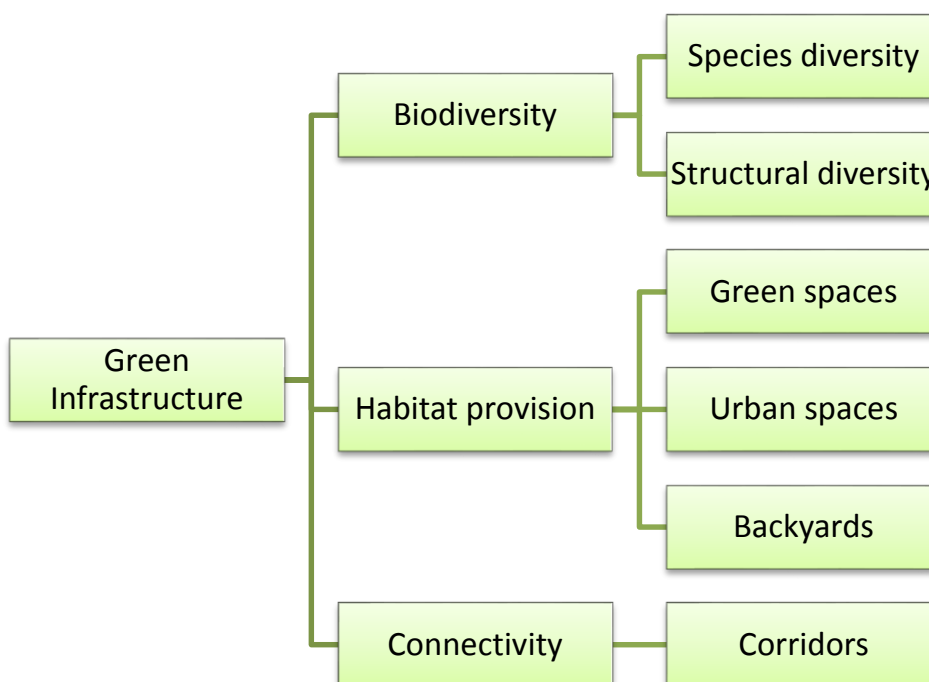 Green
Infrastructure
Biodiversity
Species diversity
Structural diversity
Habitat provision
Green spaces
Urban spaces
Backyards
Connectivity
Corridors